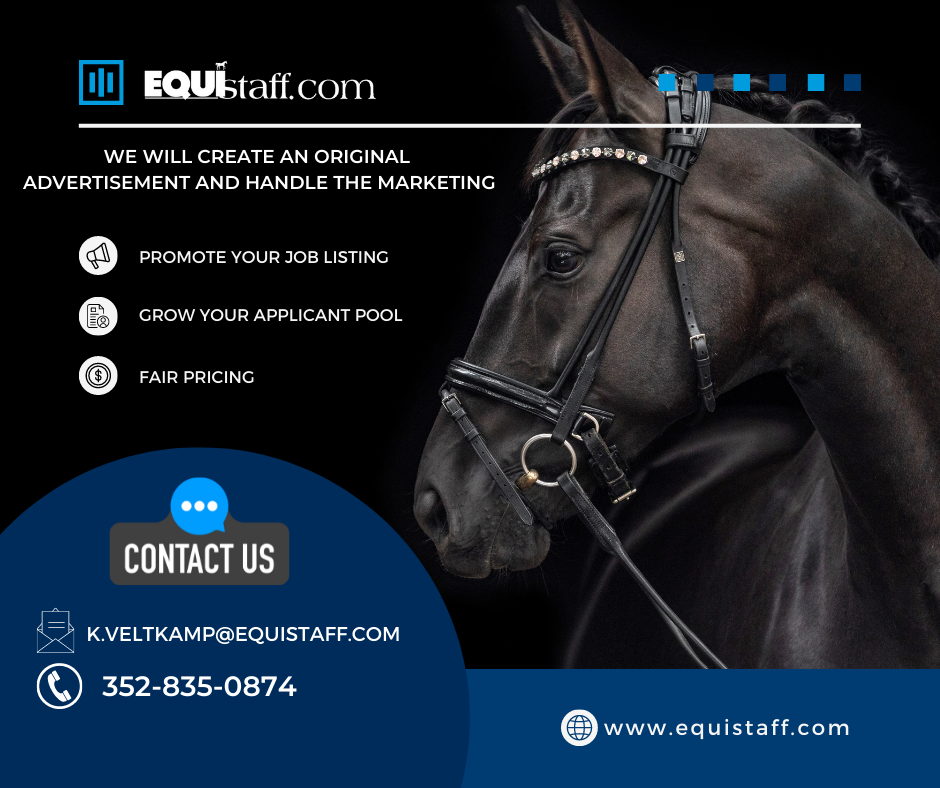 EQUIstaff.com
WE WILL CREATE AN ORIGINAL
ADVERTISEMENT AND HANDLE THE MARKETING
PROMOTE YOUR JOB LISTING
GROW YOUR APPLICANT POOL
FAIR PRICING
CONTACT US
K.VELTKAMP@EQUISTAFF.COM
352-835-0874
www.equistaff.com